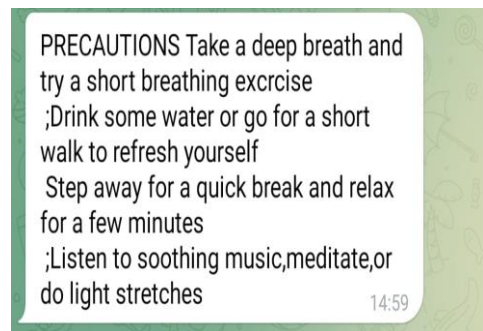 PRECAUTIONS Take a deep breath and
try a short breathing excrcise
;Drink some water or go for a short
walk to refresh yourself
Step away for a quick break and relax
for a few minutes
;Listen to soothing music,meditate,or
do light stretches
14:59